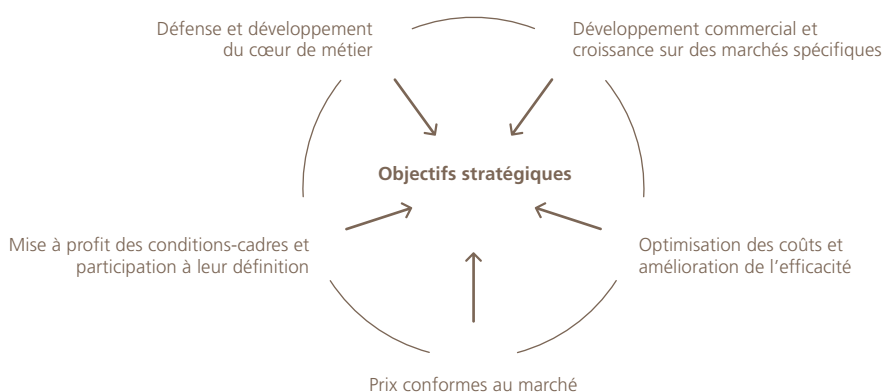 Défense et développement
du cœur de métier
Développement commercial et
croissance sur des marchés spécifiques
Objectifs stratégiques
Mise à profit des conditions-cadres et
participation à leur définition
Optimisation des coûts et
amélioration de l’efficacité
Prix conformes au marché